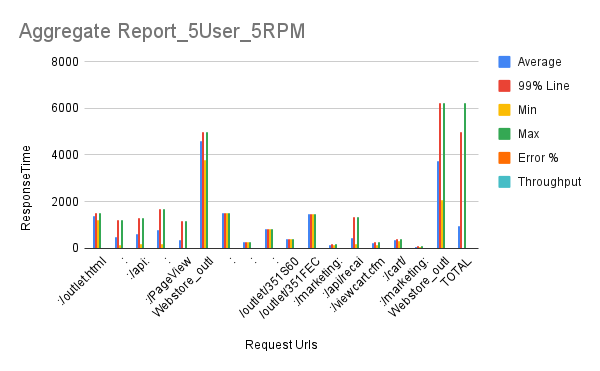 Aggregate Report_5User_5RPM
8000
6000
4000
2000
0
ResponseTime
:/outlet.html
:
:/api:
:
:/PageView
Webstore_outl
:
:
:
:/outlet/351S60
:/outlet/351FEC
:/marketing:
:/api/recai
:/viewcart.cfm
:/cart/
:/marketing:
Webstore_outl
TOTAL
Request Urls
Average
99% Line
Min
Max
Error %
Throughput